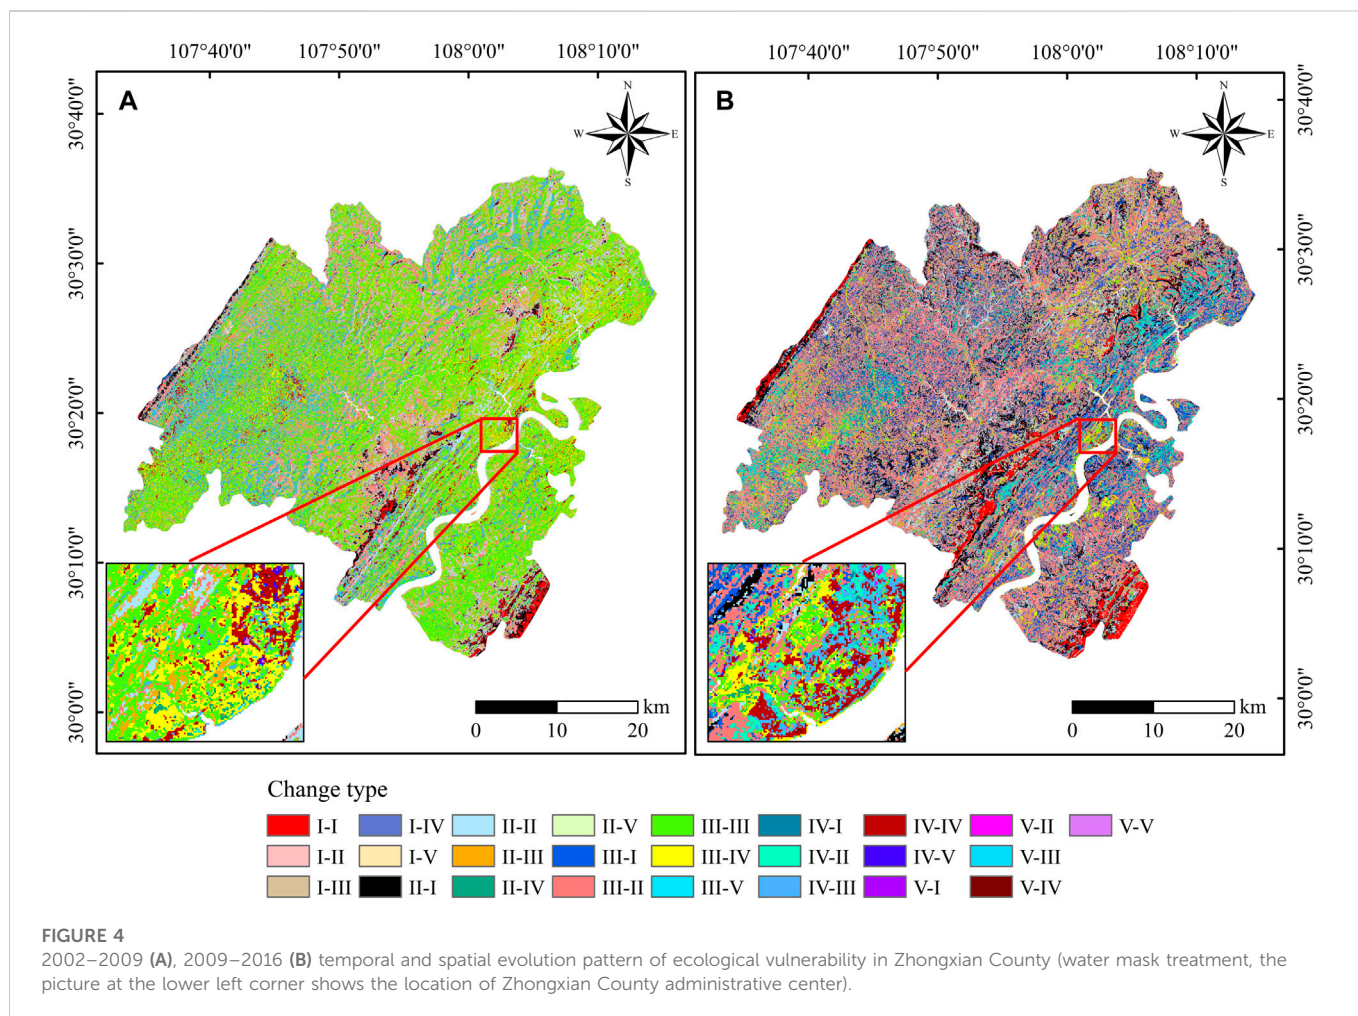 107°40'0" 107°50'0" 108°0'0" 108°10'0" 107°40'0" 107°50'0" 108°0'0" 108°10'0"
A
B
N
W E
S
N
W E
S
30°40'0"
30°30'0"
30°20'0"
30°10'0"
30°0'0"
30°40'0"
30°30'0"
30°20'0"
30°10'0"
30°0'0"
km
0 10 20
km
0 10 20
Change type
I-I I-IV II-II II-V III-III IV-I IV-IV V-II V-V
I-II I-V II-III III-I III-IV IV-II IV-V V-III
I-III II-I II-IV III-II III-V IV-III V-I V-IV
FIGURE 4
2002–2009 (A), 2009–2016 (B) temporal and spatial evolution pattern of ecological vulnerability in Zhongxian County (water mask treatment, the
picture at the lower left corner shows the location of Zhongxian County administrative center).